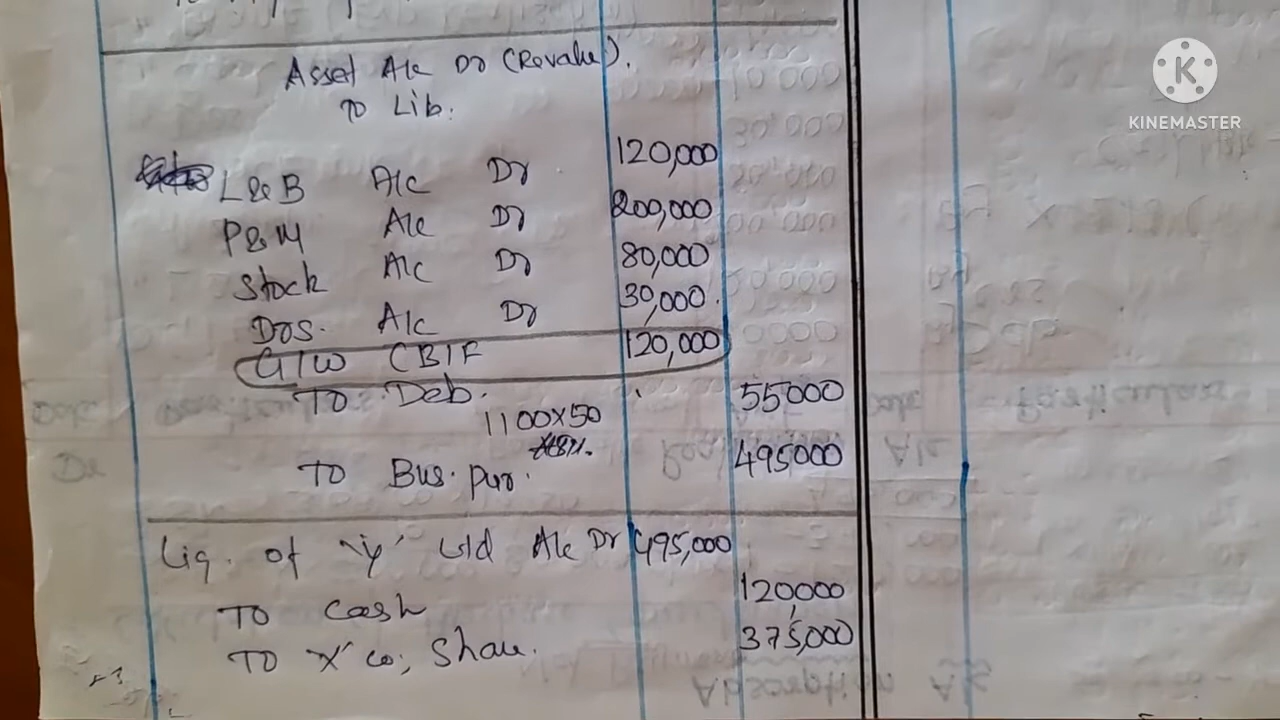 Asset A/c Dr (Revalue).
To Lib.
L&B A/c Dr 120,000
P&M A/c Dr 200,000
Stock A/c Dr 80,000
Drs. A/c Dr 30,000.
G/W (B/F 120,000
To Deb. 55000
1100x50
To Bus. pur. 495000
Liq. of 'y' Ltd A/c Dr 495,000
To cash 120000
To 'X' co; Share. 375,000
KINEMASTER